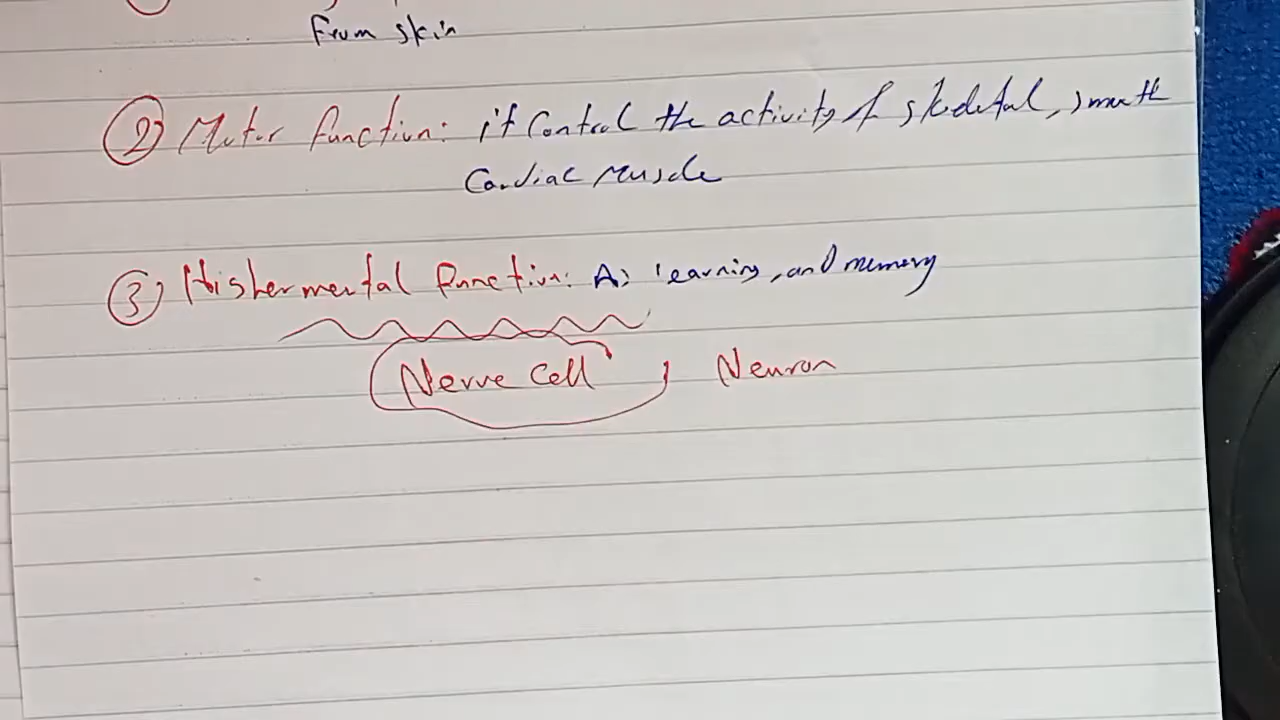 From skin
② Motor function: it Control the activity of skeletal, smooth
Cardiac Muscle
③ Higher mental function: As learning, and memory
Nerve Cell , Neuron